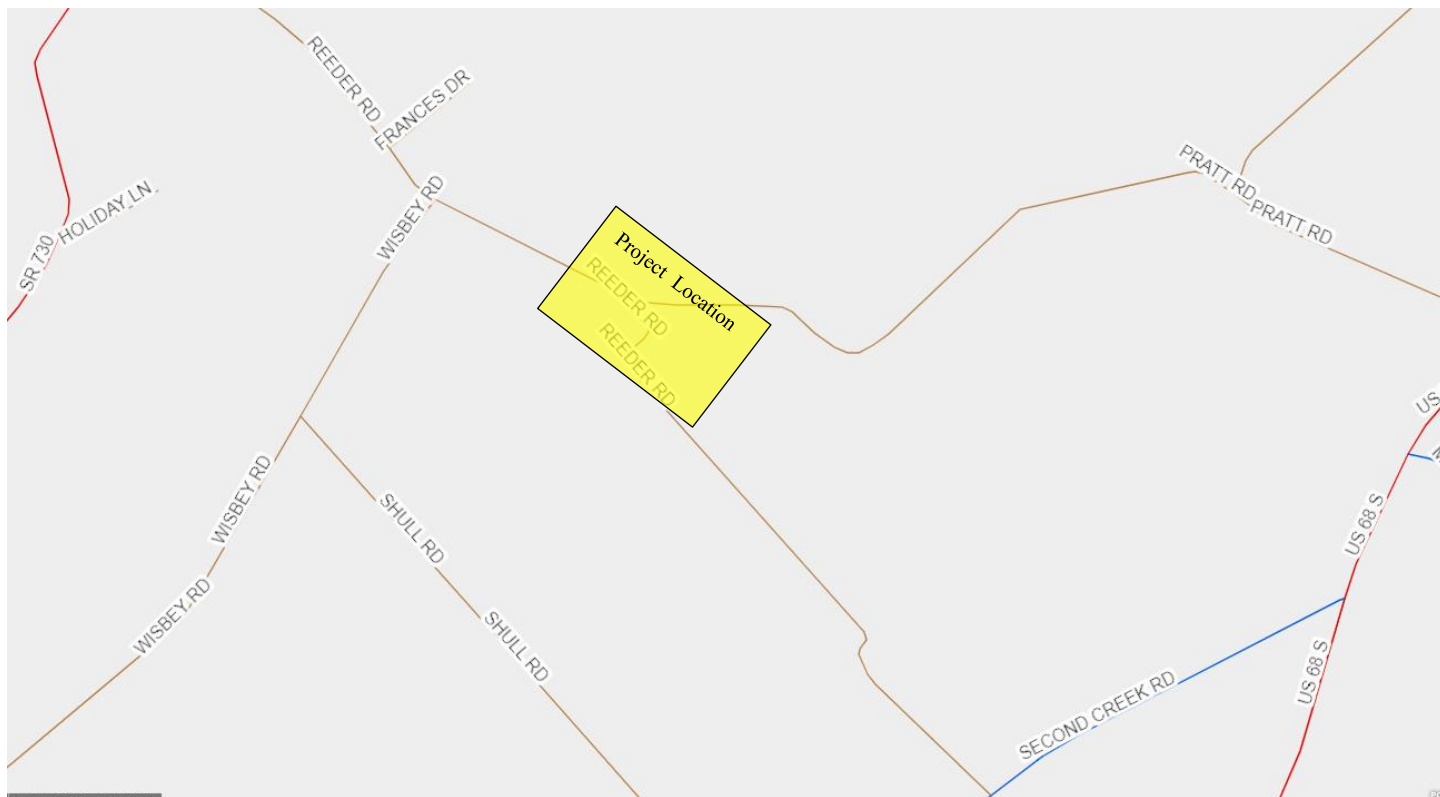 REEDER RD
FRANCES DR
PRATT RD
PRATT RD
WISBEY RD
HOLIDAY LN
SR 730
Project Location
REEDER RD
REEDER RD
US
WISBEY RD
SHULL RD
US 68 S
WISBEY RD
SHULL RD
US 68 S
SECOND CREEK RD